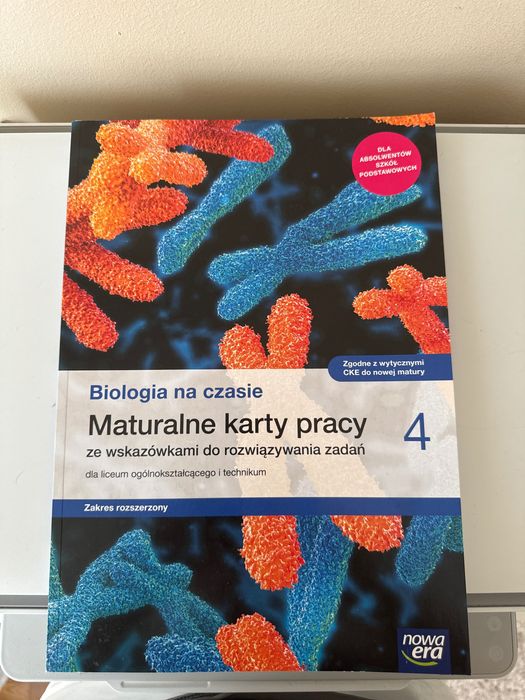 DLA
ABSOLWENTÓW
SZKÓŁ
PODSTAWOWYCH
Zgodne z wytycznymi
CKE do nowej matury
Biologia na czasie
Maturalne karty pracy
4
ze wskazówkami do rozwiązywania zadań
dla liceum ogólnokształcącego i technikum
Zakres rozszerzony
nowa
era